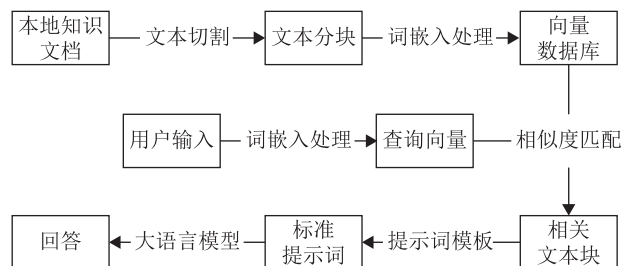 本地知识
文档
文本切割
文本分块
词嵌入处理
向量
数据库
用户输入
词嵌入处理
查询向量
相似度匹配
回答
大语言模型
标准
提示词
提示词模板
相关
文本块